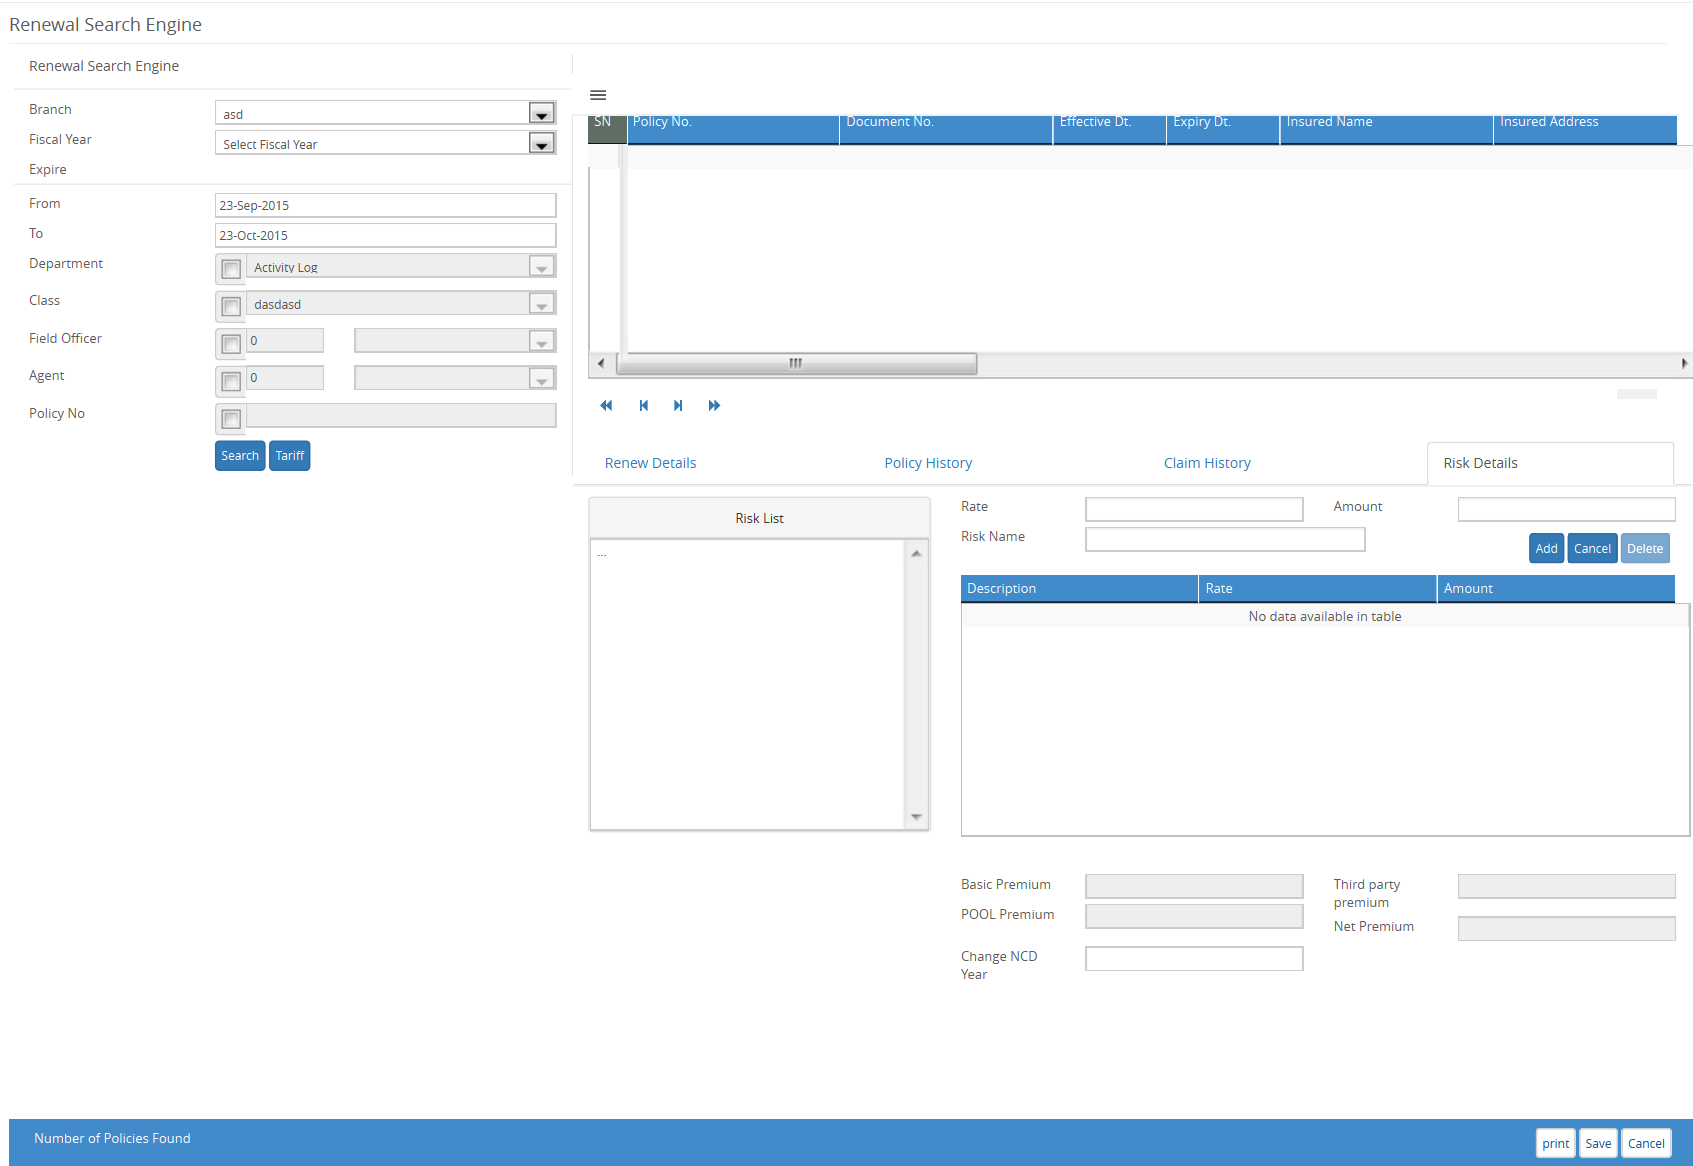 Renewal Search Engine
Renewal Search Engine
Branch
asd
Fiscal Year
Select Fiscal Year
Expire
From
23-Sep-2015
To
23-Oct-2015
Department
Activity Log
Class
dasdasd
Field Officer
0
Agent
0
Policy No
Search Tariff
SN Policy No. Document No. Effective Dt. Expiry Dt. Insured Name Insured Address
Renew Details Policy History Claim History Risk Details
Risk List
...
Rate Amount
Risk Name
Add Cancel Delete
Description Rate Amount
No data available in table
Basic Premium
Third party
premium
POOL Premium
Net Premium
Change NCD
Year
Number of Policies Found
print Save Cancel